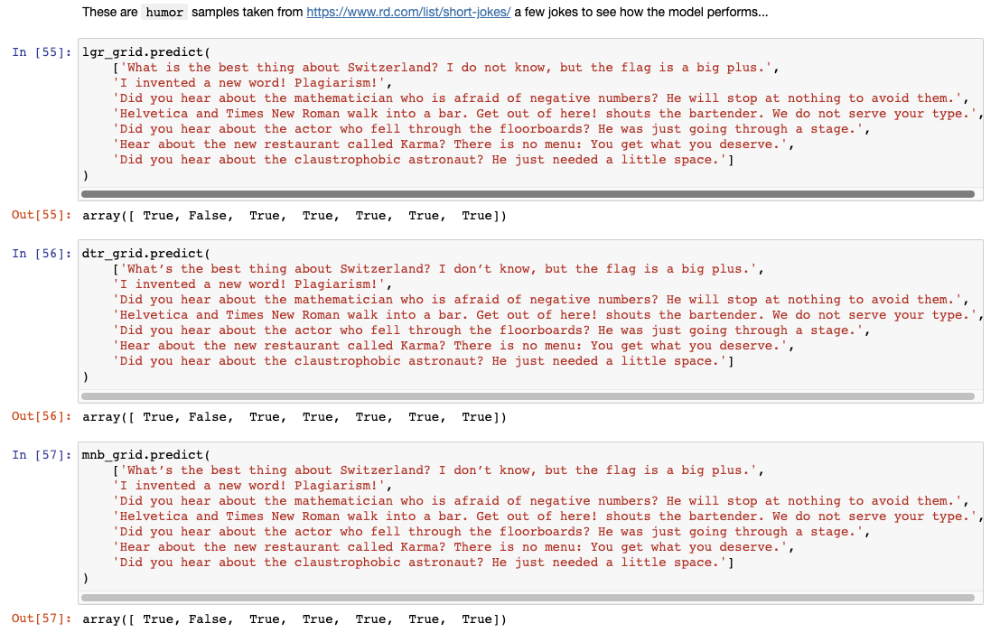 These are humor samples taken from https://www.rd.com/list/short-jokes/ a few jokes to see how the model performs...
In [55]: lgr_grid.predict(
['What is the best thing about Switzerland? I do not know, but the flag is a big plus.',
'I invented a new word! Plagiarism!',
'Did you hear about the mathematician who is afraid of negative numbers? He will stop at nothing to avoid them.',
'Helvetica and Times New Roman walk into a bar. Get out of here! shouts the bartender. We do not serve your type.',
'Did you hear about the actor who fell through the floorboards? He was just going through a stage.',
'Hear about the new restaurant called Karma? There is no menu: You get what you deserve.',
'Did you hear about the claustrophobic astronaut? He just needed a little space.']
)
Out[55]: array([ True, False,  True,  True,  True,  True,  True])
In [56]: dtr_grid.predict(
['What’s the best thing about Switzerland? I don’t know, but the flag is a big plus.',
'I invented a new word! Plagiarism!',
'Did you hear about the mathematician who is afraid of negative numbers? He will stop at nothing to avoid them.',
'Helvetica and Times New Roman walk into a bar. Get out of here! shouts the bartender. We do not serve your type.',
'Did you hear about the actor who fell through the floorboards? He was just going through a stage.',
'Hear about the new restaurant called Karma? There is no menu: You get what you deserve.',
'Did you hear about the claustrophobic astronaut? He just needed a little space.']
)
Out[56]: array([ True, False,  True,  True,  True,  True,  True])
In [57]: mnb_grid.predict(
['What’s the best thing about Switzerland? I don’t know, but the flag is a big plus.',
'I invented a new word! Plagiarism!',
'Did you hear about the mathematician who is afraid of negative numbers? He will stop at nothing to avoid them.',
'Helvetica and Times New Roman walk into a bar. Get out of here! shouts the bartender. We do not serve your type.',
'Did you hear about the actor who fell through the floorboards? He was just going through a stage.',
'Hear about the new restaurant called Karma? There is no menu: You get what you deserve.',
'Did you hear about the claustrophobic astronaut? He just needed a little space.']
)
Out[57]: array([ True, False,  True,  True,  True,  True,  True])